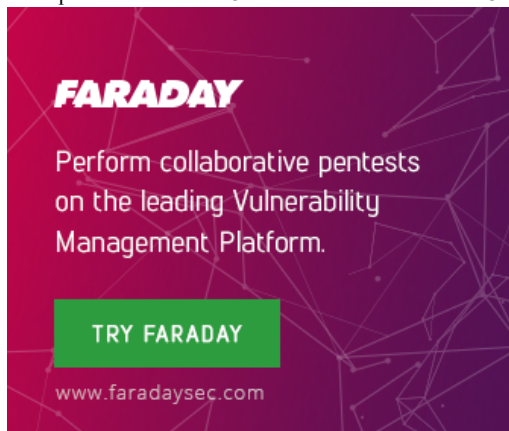 FARADAY
Perform collaborative pentests
on the leading Vulnerability
Management Platform.
TRY FARADAY
www.faradaysec.com